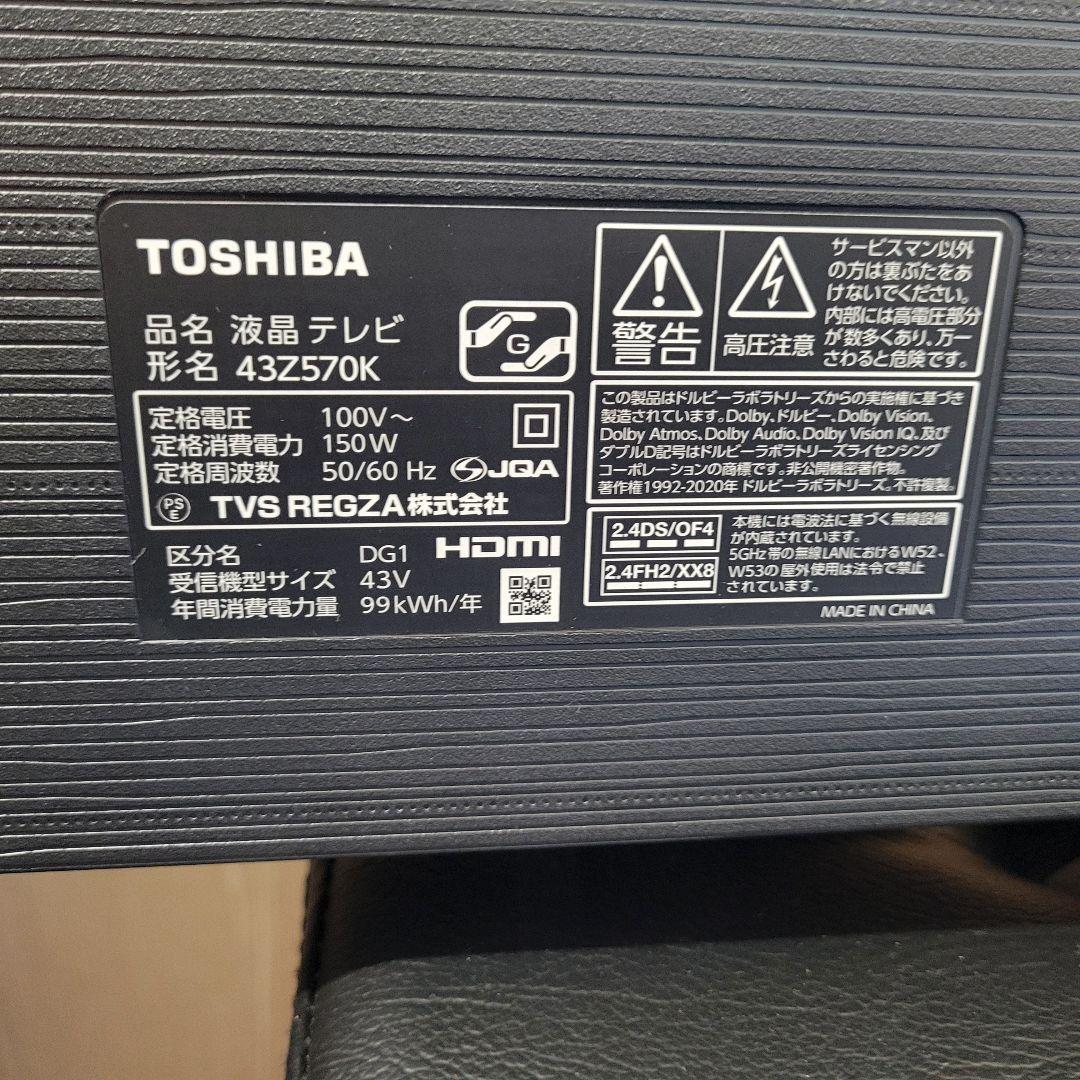 TOSHIBA
品名 液晶テレビ
形名 43Z570K
G
定格電圧 100V～
定格消費電力 150W
定格周波数 50/60 Hz
JQA
PS
E
TVS REGZA株式会社
区分名 DG1
HDMI
受信機型サイズ 43V
年間消費電力量 99kWh/年
警告
高圧注意
サービスマン以外
の方は裏ぶたをあ
けないでください。
内部には高電圧部分
が数多くあり、万一
さわると危険です。
この製品はドルビーラボラトリーズからの実施権に基づき
製造されています。Dolby、ドルビー、Dolby Vision、
Dolby Atmos、Dolby Audio、Dolby Vision IQ、及び
ダブルD記号はドルビーラボラトリーズライセンシング
コーポレーションの商標です。非公開機密著作物。
著作権1992-2020年 ドルビーラボラトリーズ。不許複製。
2.4DS/OF4
2.4FH2/XX8
本機には電波法に基づく無線設備
が内蔵されています。
5GHz帯の無線LANにおけるW52、
W53の屋外使用は法令で禁止
されています。
MADE IN CHINA